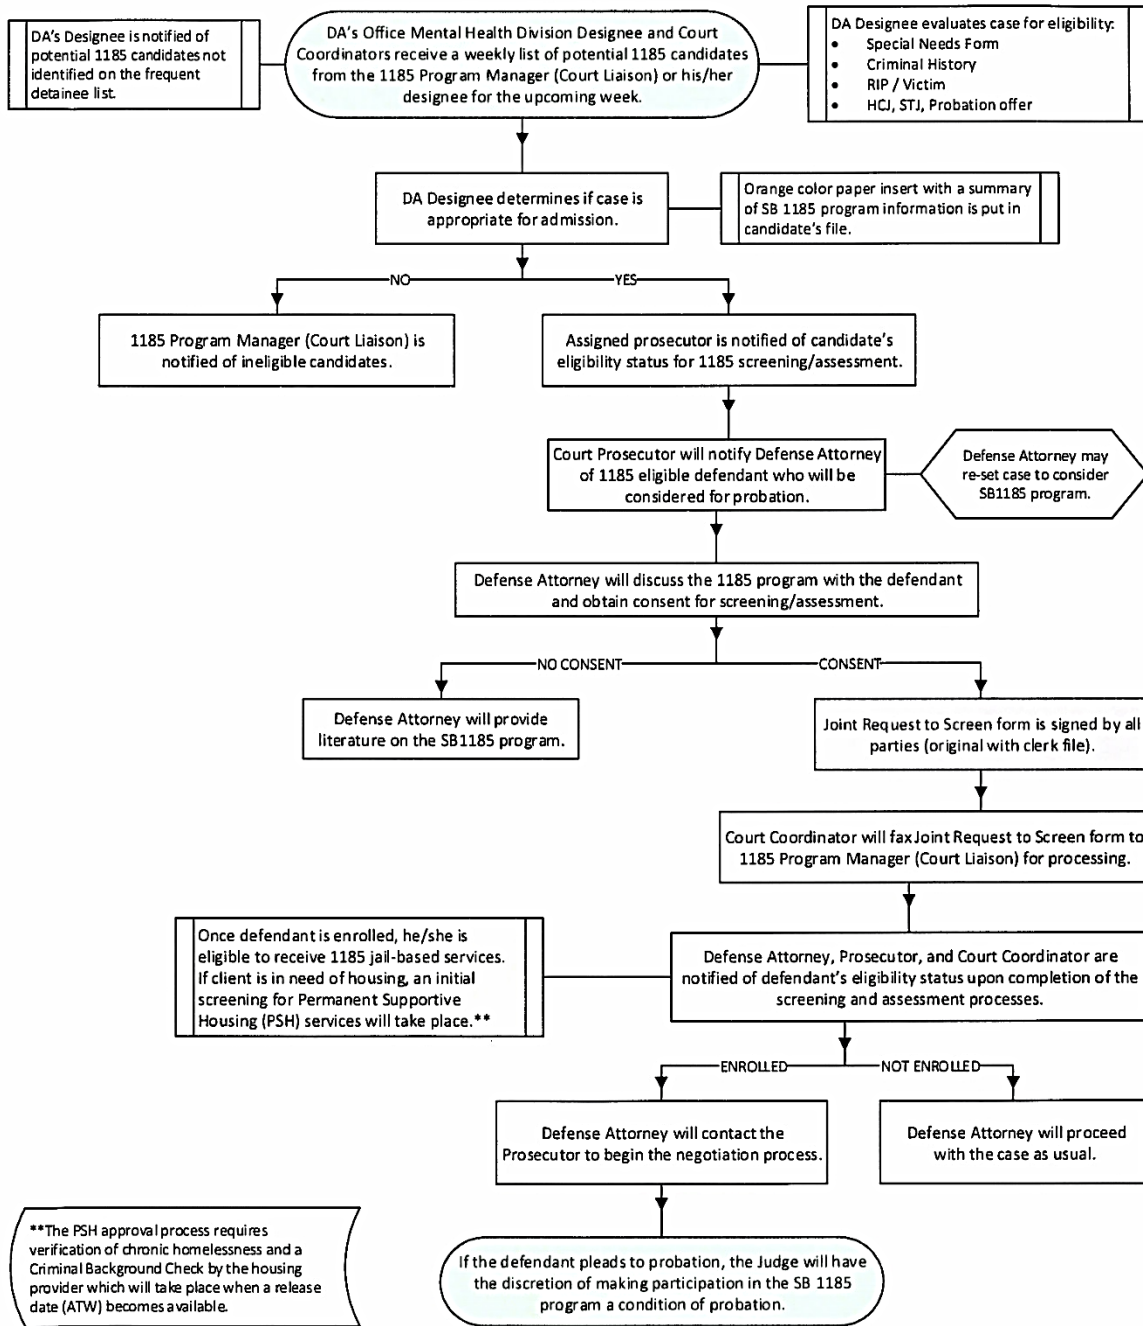 DA's Designee is notified of
potential 1185 candidates not
identified on the frequent
detainee list.
DA's Office Mental Health Division Designee and Court
Coordinators receive a weekly list of potential 1185 candidates
from the 1185 Program Manager (Court Liaison) or his/her
designee for the upcoming week.
DA Designee evaluates case for eligibility:
• Special Needs Form
• Criminal History
• RIP / Victim
• HCJ, STJ, Probation offer
DA Designee determines if case is
appropriate for admission.
Orange color paper insert with a summary
of SB 1185 program information is put in
candidate's file.
NO
YES
1185 Program Manager (Court Liaison) is
notified of ineligible candidates.
Assigned prosecutor is notified of candidate's
eligibility status for 1185 screening/assessment.
Court Prosecutor will notify Defense Attorney
of 1185 eligible defendant who will be
considered for probation.
Defense Attorney may
re-set case to consider
SB1185 program.
Defense Attorney will discuss the 1185 program with the defendant
and obtain consent for screening/assessment.
NO CONSENT
CONSENT
Defense Attorney will provide
literature on the SB1185 program.
Joint Request to Screen form is signed by all
parties (original with clerk file).
Court Coordinator will fax Joint Request to Screen form to
1185 Program Manager (Court Liaison) for processing.
Once defendant is enrolled, he/she is
eligible to receive 1185 jail-based services.
If client is in need of housing, an initial
screening for Permanent Supportive
Housing (PSH) services will take place.**
Defense Attorney, Prosecutor, and Court Coordinator are
notified of defendant's eligibility status upon completion of the
screening and assessment processes.
ENROLLED
NOT ENROLLED
Defense Attorney will contact the
Prosecutor to begin the negotiation process.
Defense Attorney will proceed
with the case as usual.
**The PSH approval process requires
verification of chronic homelessness and a
Criminal Background Check by the housing
provider which will take place when a release
date (ATW) becomes available.
If the defendant pleads to probation, the Judge will have
the discretion of making participation in the SB 1185
program a condition of probation.